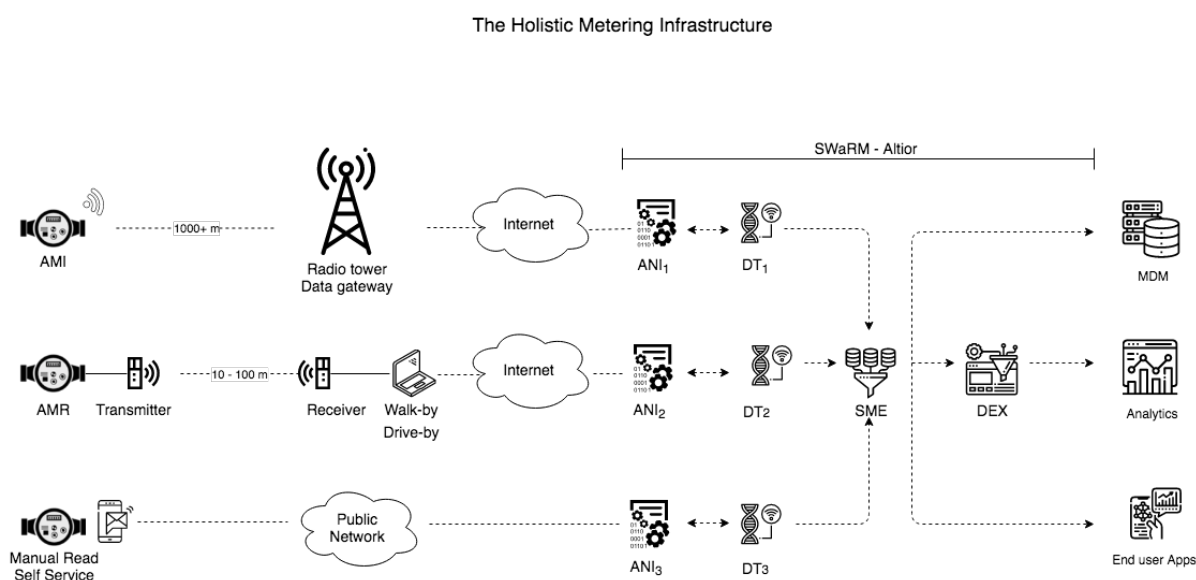 The Holistic Metering Infrastructure
SWaRM - Altior
AMI
1000+ m
Radio tower
Data gateway
Internet
ANI1
DT1
MDM
AMR
Transmitter
10 - 100 m
Receiver
Walk-by
Drive-by
Internet
ANI2
DT2
SME
DEX
Analytics
Manual Read
Self Service
Public
Network
ANI3
DT3
End user Apps